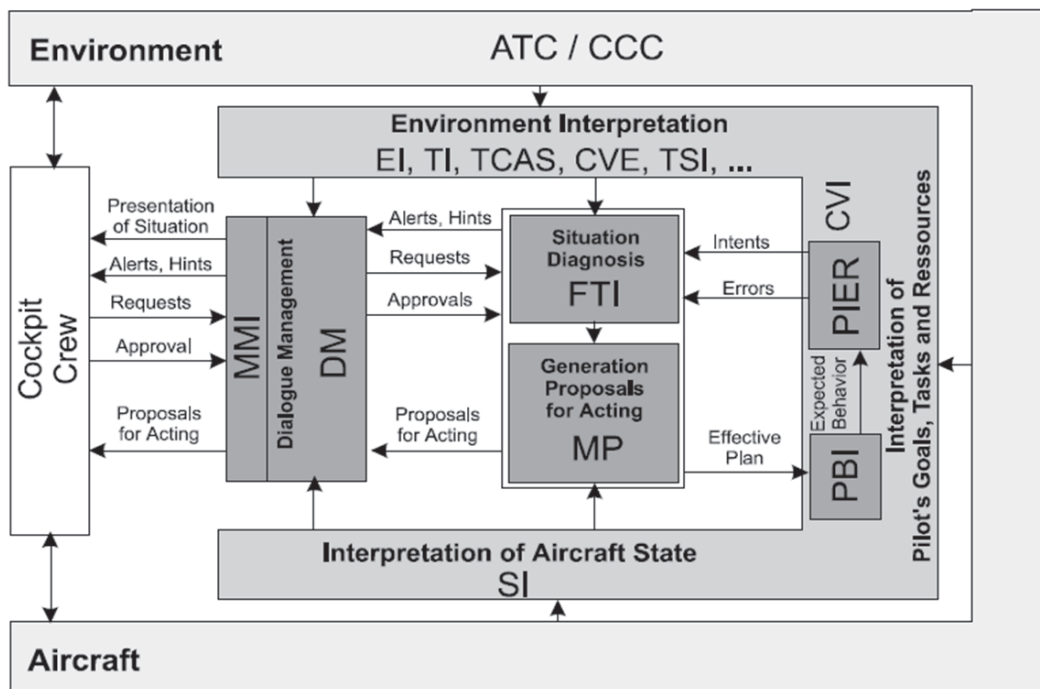 Environment
ATC / CCC
Environment Interpretation
EI, TI, TCAS, CVE, TSI, ...
Cockpit
Crew
Presentation
of Situation
Alerts, Hints
Requests
Approval
Proposals
for Acting
MMI
Dialogue Management
DM
Alerts, Hints
Requests
Approvals
Proposals
for Acting
Situation
Diagnosis
FTI
Generation
Proposals
for Acting
MP
Intents
Errors
Effective
Plan
CVI
PIER
Expected
Behavior
PBI
Interpretation of
Pilot's Goals, Tasks and Ressources
Interpretation of Aircraft State
SI
Aircraft